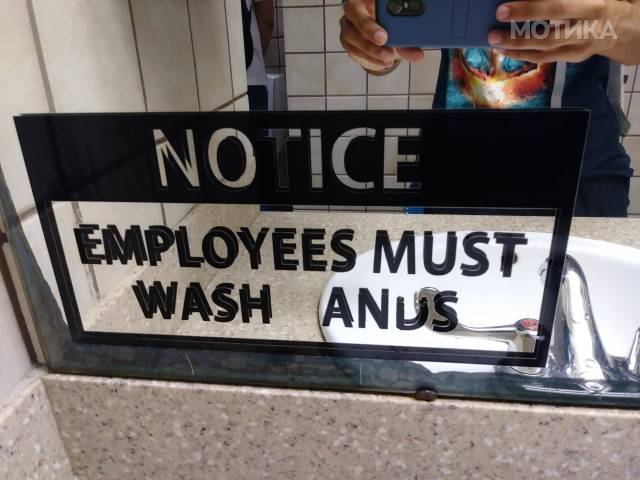 МОТИКА
NOTICE
EMPLOYEES MUST
WASH ANUS